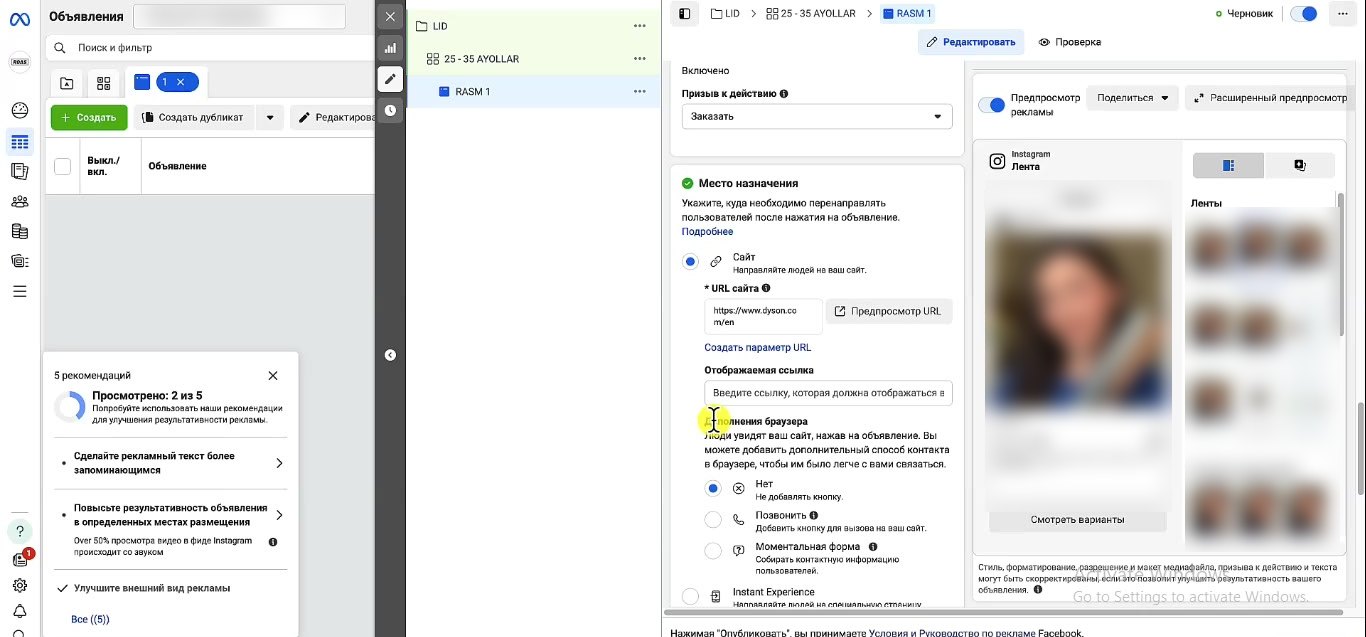 Объявления
Поиск и фильтр
1
Создать
Создать дубликат
Редактирова
Выкл./
вкл.
Объявление
5 рекомендаций
Просмотрено: 2 из 5
Попробуйте использовать наши рекомендации
для улучшения результативности рекламы.
Сделайте рекламный текст более
запоминающимся
Повысьте результативность объявления
в определенных местах размещения
Over 50% просмотра видео в фиде Instagram
происходит со звуком
Улучшите внешний вид рекламы
Все ((5))
?
1
LID
25 - 35 AYOLLAR
RASM 1
LID
25 - 35 AYOLLAR
RASM 1
Черновик
Редактировать
Проверка
Включено
Призыв к действию
Заказать
Место назначения
Укажите, куда необходимо перенаправлять
пользователей после нажатия на объявление.
Подробнее
Сайт
Направляйте людей на ваш сайт.
* URL сайта
https://www.dyson.co
m/en
Предпросмотр URL
Создать параметр URL
Отображаемая ссылка
Введите ссылку, которая должна отображаться в
Дополнения браузера
Люди увидят ваш сайт, нажав на объявление. Вы
можете добавить дополнительный способ контакта
в браузере, чтобы им было легче с вами связаться.
Нет
Не добавлять кнопку.
Позвонить
Добавить кнопку для вызова на ваш сайт.
Моментальная форма
Собирать контактную информацию
пользователей.
Instant Experience
Направляйте людей на специальную страницу
Предпросмотр
рекламы
Поделиться
Расширенный предпросмотр
Instagram
Лента
Ленты
Смотреть варианты
Стиль, форматирование, разрешение и макет медиафайла, призыва к действию и текста
могут быть скорректированы, если это позволит улучшить результативность вашего
объявления.
Activate Windows
Go to Settings to activate Windows.
Нажимая "Опубликовать", вы принимаете Условия и Руководство по рекламе Facebook.